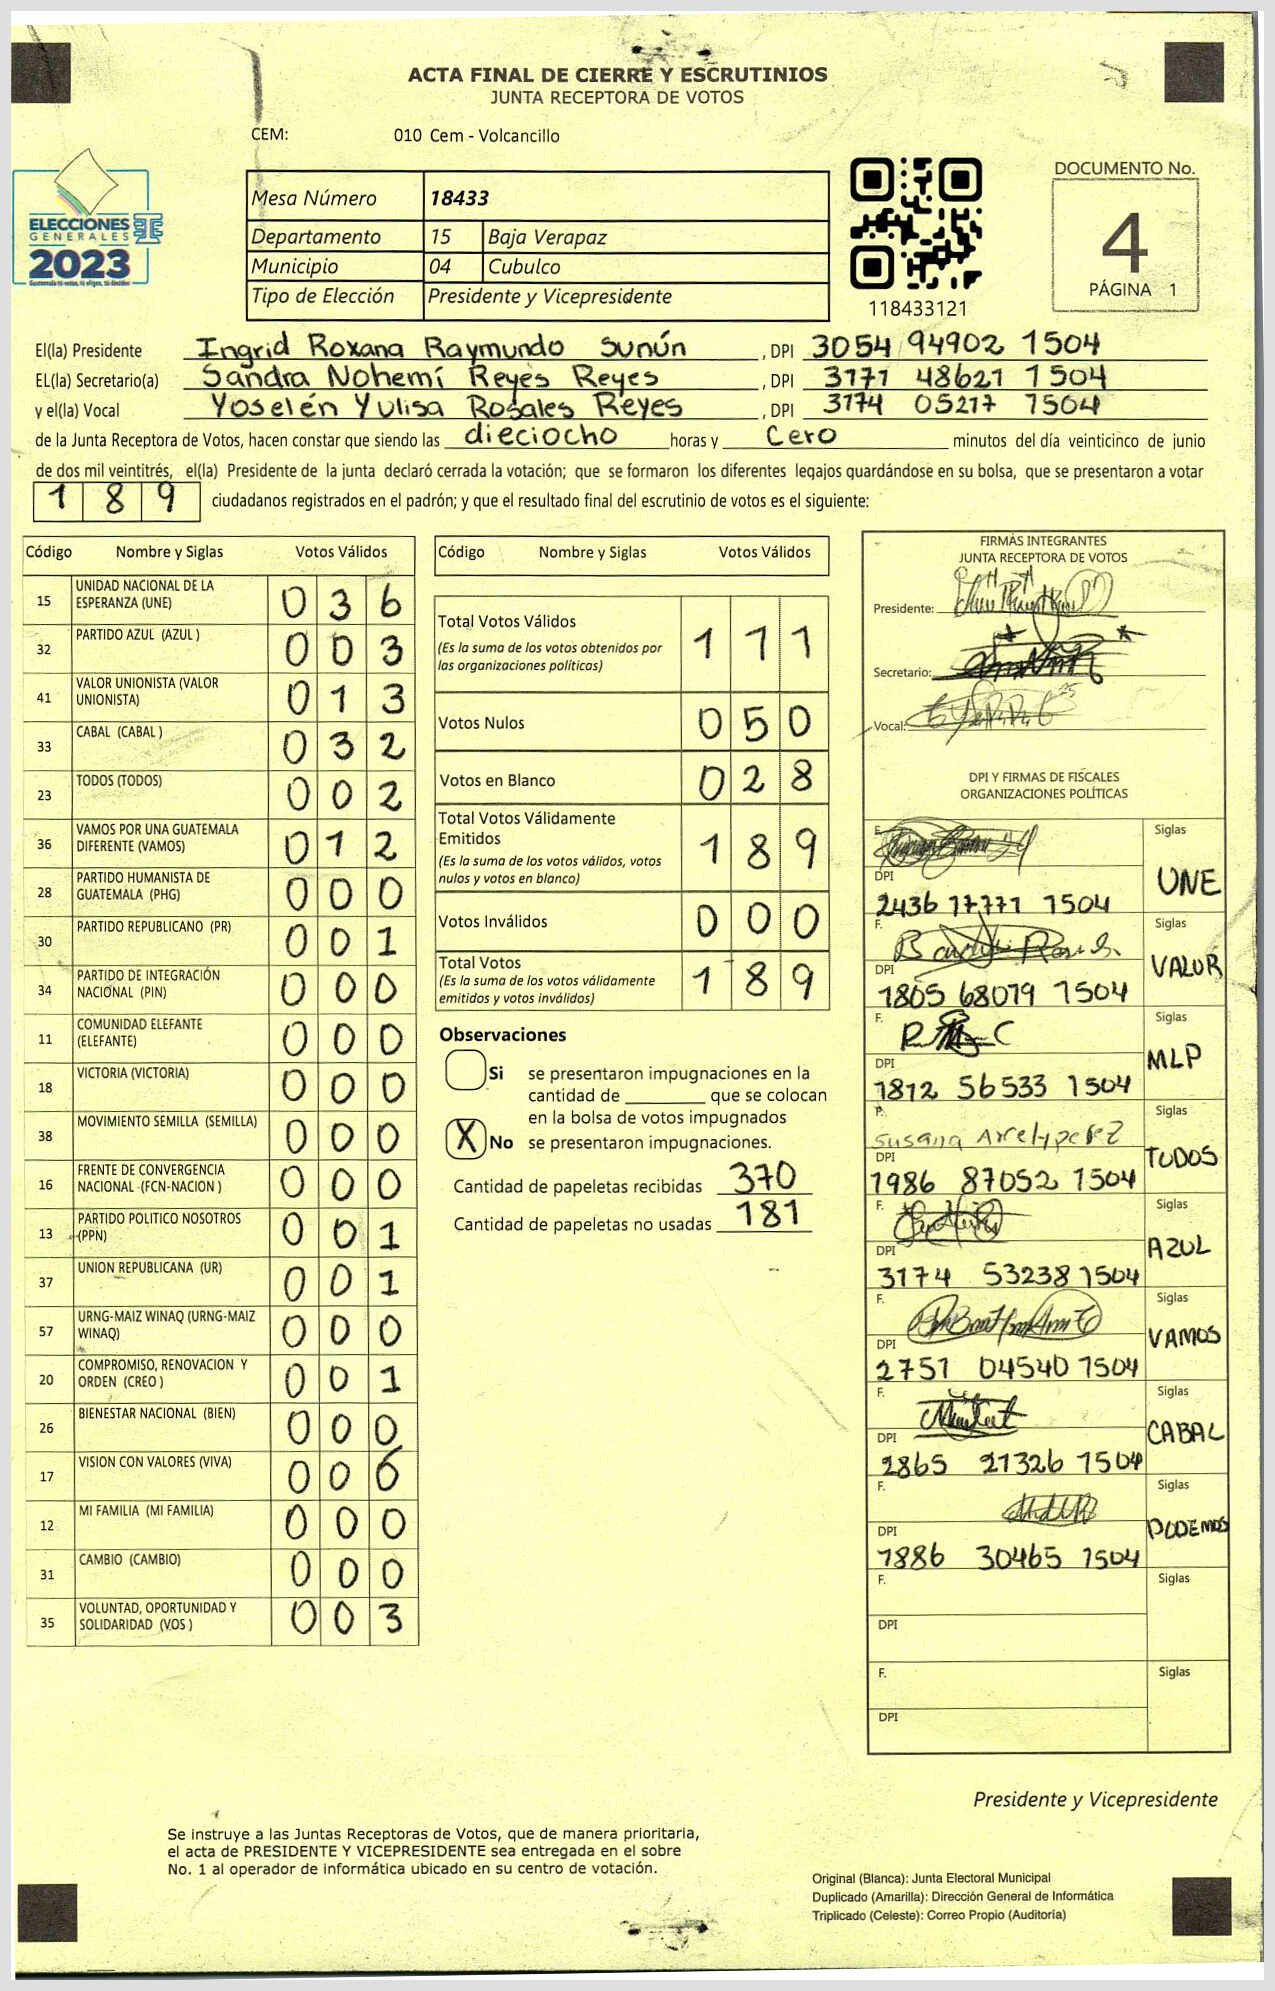 ACTA FINAL DE CIERRE Y ESCRUTINIOS
JUNTA RECEPTORA DE VOTOS
CEM: 010 Cem - Volcancillo
ELECCIONES
GENERALES
2023
Mesa Número 18433
Departamento 15 Baja Verapaz
Municipio 04 Cubulco
Tipo de Elección Presidente y Vicepresidente
118433121
DOCUMENTO No.
4
PÁGINA 1
El(la) Presidente Ingrid Roxana Raymundo Sunún , DPI 3054 94902 1504
EL(la) Secretario(a) Sandra Nohemí Reyes Reyes , DPI 3171 48621 1504
y el(la) Vocal Yoselén Yulisa Rosales Reyes , DPI 3174 05217 1504
de la Junta Receptora de Votos, hacen constar que siendo las dieciocho horas y Cero minutos del día veinticinco de junio
de dos mil veintitrés, el(la) Presidente de la junta declaró cerrada la votación; que se formaron los diferentes legajos guardándose en su bolsa, que se presentaron a votar
189 ciudadanos registrados en el padrón; y que el resultado final del escrutinio de votos es el siguiente:
Código Nombre y Siglas Votos Válidos
15 UNIDAD NACIONAL DE LA ESPERANZA (UNE) 0 3 6
32 PARTIDO AZUL (AZUL ) 0 0 3
41 VALOR UNIONISTA (VALOR UNIONISTA) 0 1 3
33 CABAL (CABAL ) 0 3 2
23 TODOS (TODOS) 0 0 2
36 VAMOS POR UNA GUATEMALA DIFERENTE (VAMOS) 0 1 2
28 PARTIDO HUMANISTA DE GUATEMALA (PHG) 0 0 0
30 PARTIDO REPUBLICANO (PR) 0 0 1
34 PARTIDO DE INTEGRACIÓN NACIONAL (PIN) 0 0 0
11 COMUNIDAD ELEFANTE (ELEFANTE) 0 0 0
18 VICTORIA (VICTORIA) 0 0 0
38 MOVIMIENTO SEMILLA (SEMILLA) 0 0 0
16 FRENTE DE CONVERGENCIA NACIONAL (FCN-NACION ) 0 0 0
13 PARTIDO POLITICO NOSOTROS (PPN) 0 0 1
37 UNION REPUBLICANA (UR) 0 0 1
57 URNG-MAIZ WINAQ (URNG-MAIZ WINAQ) 0 0 0
20 COMPROMISO, RENOVACION Y ORDEN (CREO ) 0 0 1
26 BIENESTAR NACIONAL (BIEN) 0 0 0
17 VISION CON VALORES (VIVA) 0 0 6
12 MI FAMILIA (MI FAMILIA) 0 0 0
31 CAMBIO (CAMBIO) 0 0 0
35 VOLUNTAD, OPORTUNIDAD Y SOLIDARIDAD (VOS ) 0 0 3
Código Nombre y Siglas Votos Válidos
Total Votos Válidos 1 1 1
(Es la suma de los votos obtenidos por
las organizaciones políticas)
Votos Nulos 0 5 0
Votos en Blanco 0 2 8
Total Votos Válidamente
Emitidos 1 8 9
(Es la suma de los votos válidos, votos
nulos y votos en blanco)
Votos Inválidos 0 0 0
Total Votos 1 8 9
(Es la suma de los votos válidamente
emitidos y votos inválidos)
Observaciones
Si se presentaron impugnaciones en la
cantidad de ________ que se colocan
en la bolsa de votos impugnados
X No se presentaron impugnaciones.
Cantidad de papeletas recibidas 370
Cantidad de papeletas no usadas 181
FIRMAS INTEGRANTES
JUNTA RECEPTORA DE VOTOS
Presidente:
Secretario:
Vocal:
DPI Y FIRMAS DE FISCALES
ORGANIZACIONES POLÍTICAS
F. Siglas
DPI UNE
2436 17771 1504
F. Siglas
DPI VALOR
1805 68079 1504
F. Siglas
DPI MLP
1812 56533 1504
F. Siglas
Susana
DPI TODOS
1986 87052 1504
F. Siglas
DPI AZUL
3174 53238 1504
F. Siglas
DPI VAMOS
2751 04540 1504
F. Siglas
DPI CABAL
2865 21326 1504
F. Siglas
DPI PODEMOS
1886 30465 1504
F. Siglas
DPI
F. Siglas
DPI
Presidente y Vicepresidente
Se instruye a las Juntas Receptoras de Votos, que de manera prioritaria,
el acta de PRESIDENTE Y VICEPRESIDENTE sea entregada en el sobre
No. 1 al operador de informática ubicado en su centro de votación.
Original (Blanca): Junta Electoral Municipal
Duplicado (Amarilla): Dirección General de Informática
Triplicado (Celeste): Correo Propio (Auditoría)